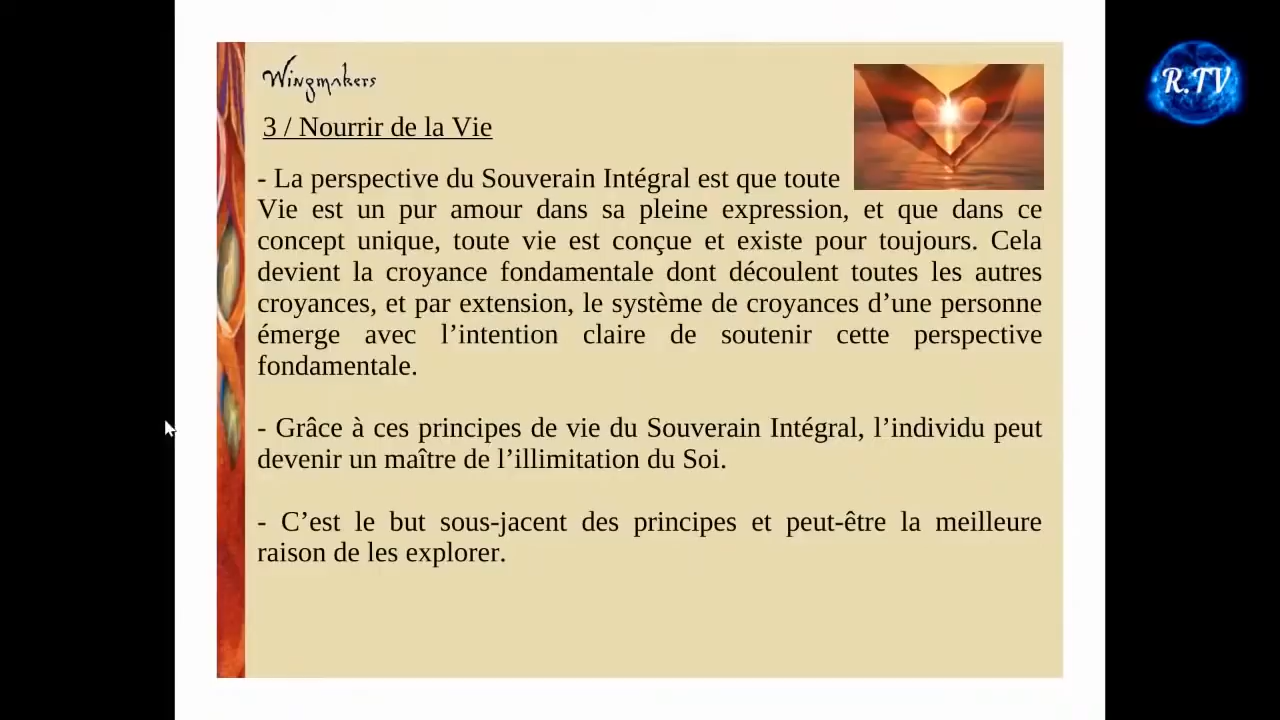 Wingmakers
R.TV
3 / Nourrir de la Vie
- La perspective du Souverain Intégral est que toute
Vie est un pur amour dans sa pleine expression, et que dans ce
concept unique, toute vie est conçue et existe pour toujours. Cela
devient la croyance fondamentale dont découlent toutes les autres
croyances, et par extension, le système de croyances d’une personne
émerge avec l’intention claire de soutenir cette perspective
fondamentale.
- Grâce à ces principes de vie du Souverain Intégral, l’individu peut
devenir un maître de l’illimitation du Soi.
- C’est le but sous-jacent des principes et peut-être la meilleure
raison de les explorer.